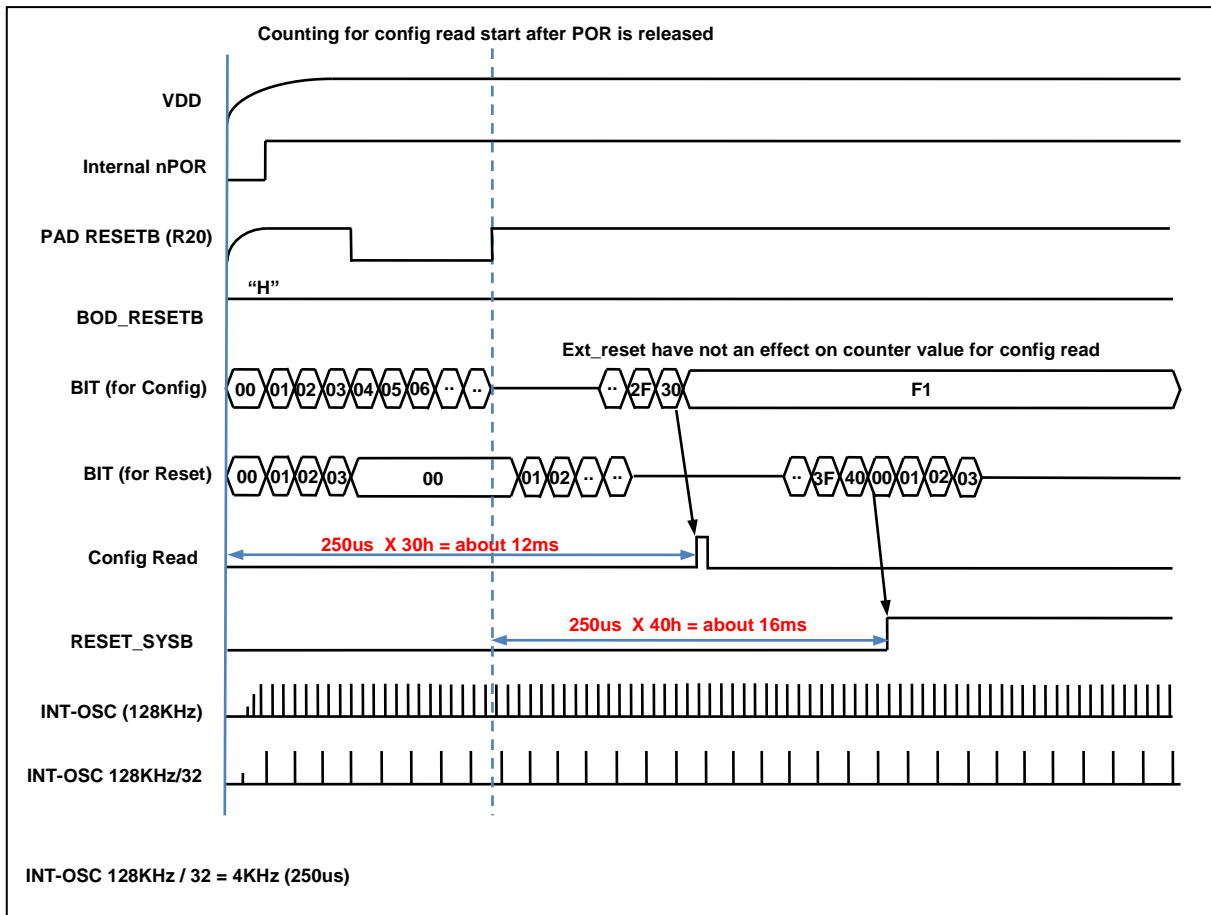 Counting for config read start after POR is released
VDD
Internal nPOR
PAD RESETB (R20)
“H”
BOD_RESETB
Ext_reset have not an effect on counter value for config read
BIT (for Config) 00 01 02 03 04 05 06 .. .. .. 2F 30 F1
BIT (for Reset) 00 01 02 03 00 01 02 .. .. .. 3F 40 00 01 02 03
250us X 30h = about 12ms
Config Read
250us X 40h = about 16ms
RESET_SYSB
INT-OSC (128KHz)
INT-OSC 128KHz/32
INT-OSC 128KHz / 32 = 4KHz (250us)